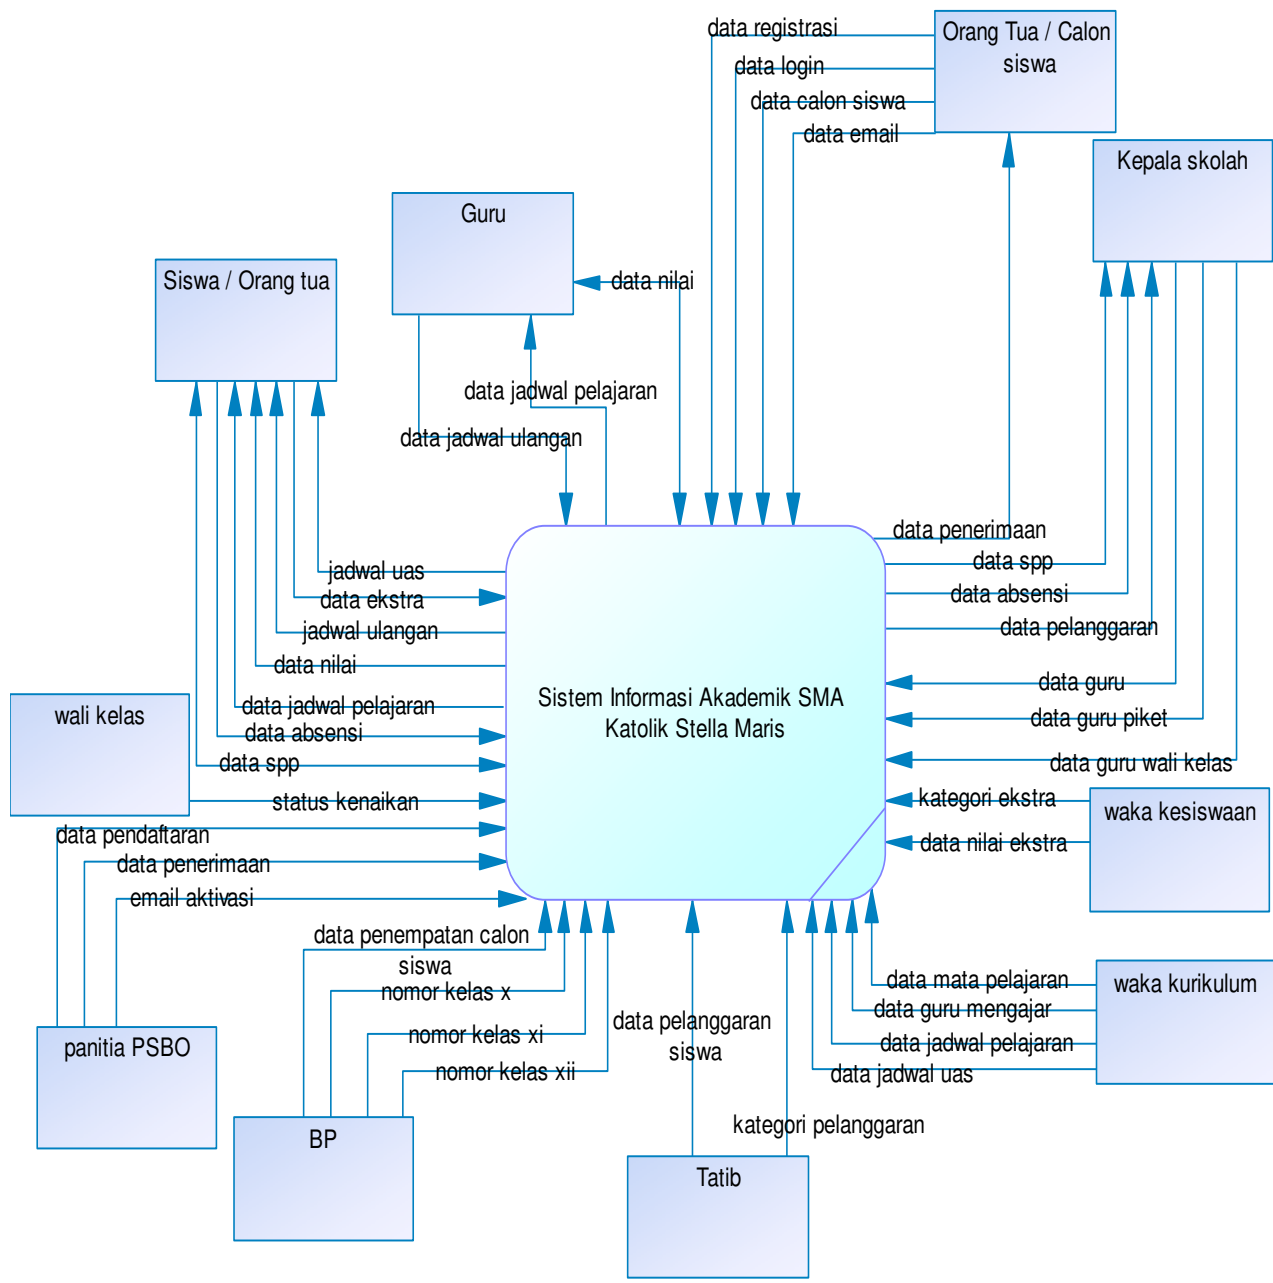 data registrasi
Orang Tua / Calon
siswa
data login
data calon siswa
data email
Kepala skolah
Guru
Siswa / Orang tua
data nilai
data jadwal pelajaran
data jadwal ulangan
data penerimaan
data spp
data absensi
data pelanggaran
jadwal uas
data ekstra
jadwal ulangan
data nilai
data jadwal pelajaran
data absensi
data spp
Sistem Informasi Akademik SMA
Katolik Stella Maris
data guru
data guru piket
data guru wali kelas
wali kelas
status kenaikan
kategori ekstra
waka kesiswaan
data nilai ekstra
data pendaftaran
data penerimaan
email aktivasi
data penempatan calon
siswa
nomor kelas x
nomor kelas xi
nomor kelas xii
data pelanggaran
siswa
data mata pelajaran
waka kurikulum
data guru mengajar
data jadwal pelajaran
data jadwal uas
panitia PSBO
BP
kategori pelanggaran
Tatib